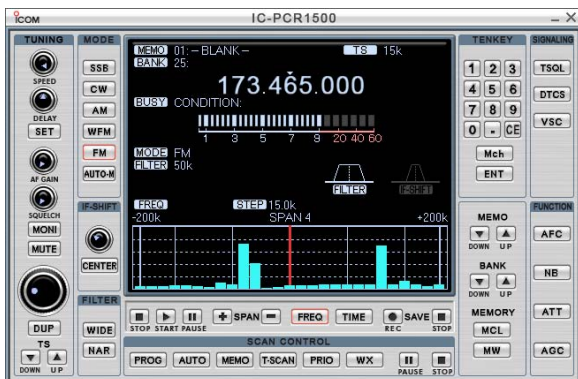 ICOM IC-PCR1500
TUNING
SPEED
DELAY
SET
AF GAIN
SQUELCH
MONI
MUTE
DUP
TS
DOWN UP
MODE
SSB
CW
AM
WFM
FM
AUTO-M
IF-SHIFT
CENTER
FILTER
WIDE
NAR
MEMO 01: – BLANK – TS 15k
BANK 25:
173.465.000
BUSY CONDITION:
1 3 5 7 9 20 40 60
MODE FM
FILTER 50k
FILTER IF-SHIFT
FREQ STEP 15.0k
-200k SPAN 4 +200k
STOP START PAUSE + SPAN − FREQ TIME SAVE
REC STOP
SCAN CONTROL
PROG AUTO MEMO T-SCAN PRIO WX
PAUSE STOP
TENKEY
1 2 3
4 5 6
7 8 9
0 . CE
Mch
ENT
MEMO
DOWN UP
BANK
DOWN UP
MEMORY
MCL
MW
SIGNALING
TSQL
DTCS
VSC
FUNCTION
AFC
NB
ATT
AGC